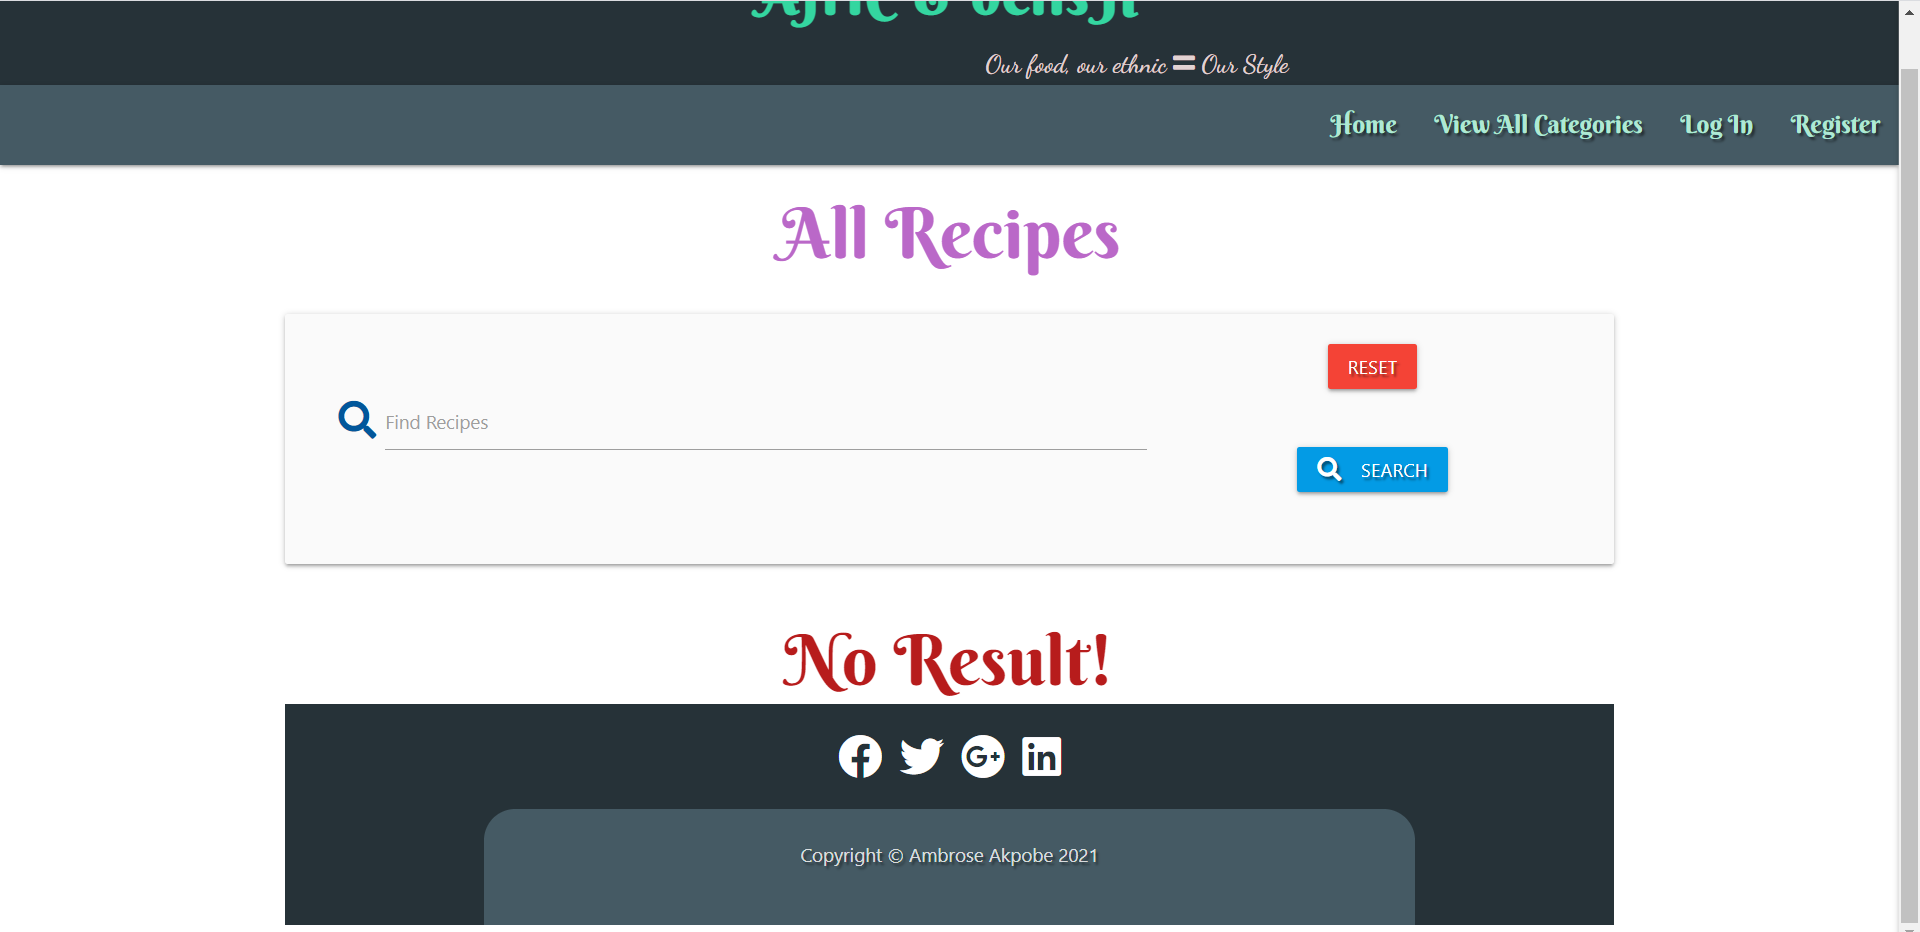 Our food, our ethnic = Our Style
Home View All Categories Log In Register
All Recipes
RESET
Find Recipes
SEARCH
No Result!
Copyright © Ambrose Akpobe 2021